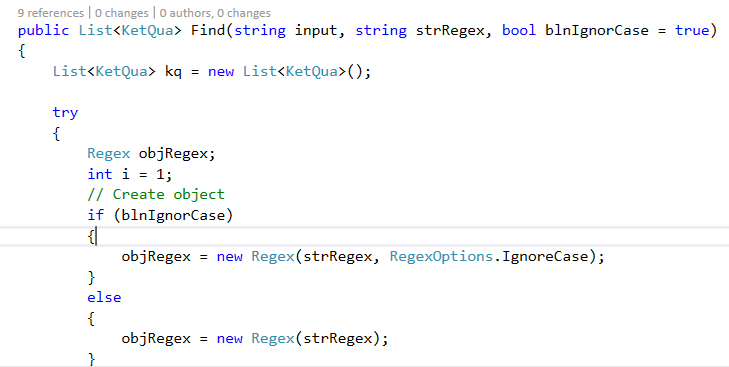 9 references | 0 changes | 0 authors, 0 changes
public List<KetQua> Find(string input, string strRegex, bool blnIgnorCase = true)
{
    List<KetQua> kq = new List<KetQua>();

    try
    {
        Regex objRegex;
        int i = 1;
        // Create object
        if (blnIgnorCase)
        {
            objRegex = new Regex(strRegex, RegexOptions.IgnoreCase);
        }
        else
        {
            objRegex = new Regex(strRegex);
        }